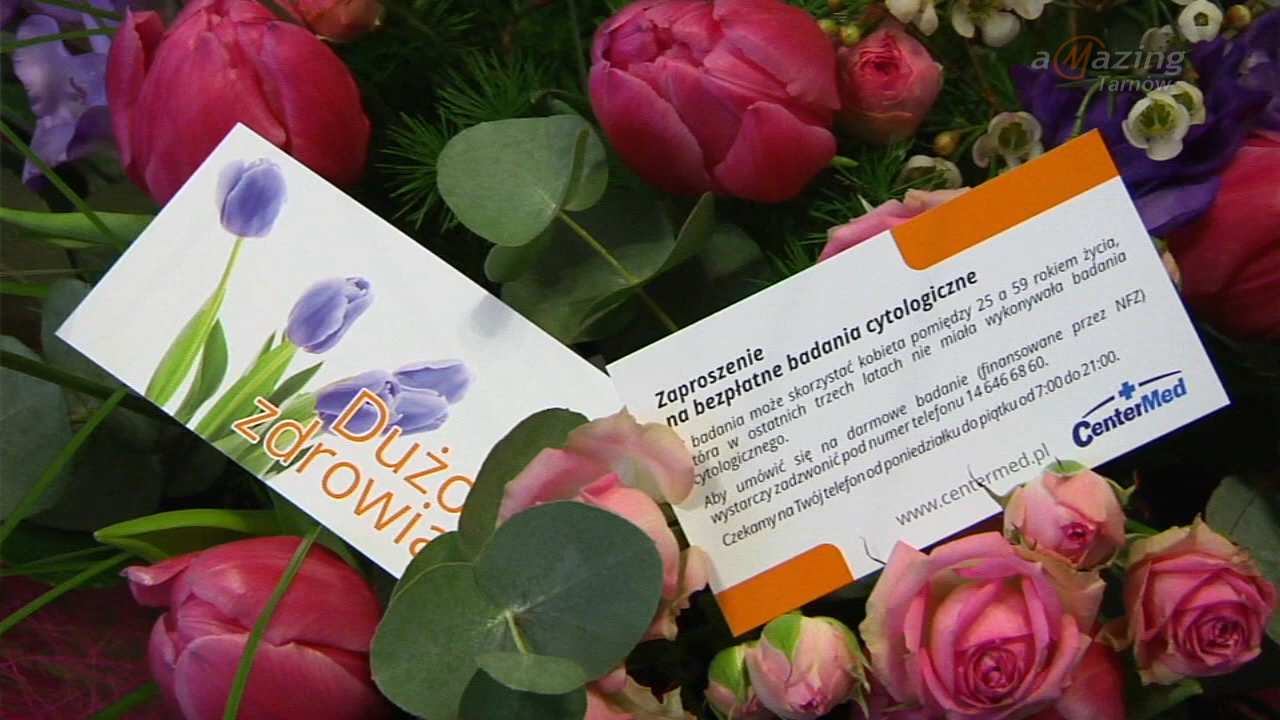 aMazing
Tarnów
Dużo
zdrowia
Zaproszenie
na bezpłatne badania cytologiczne
badania może skorzystać kobieta pomiędzy 25 a 59 rokiem życia,
tóra w ostatnich trzech latach nie miała wykonywała badania
cytologicznego.
Aby umówić się na darmowe badanie (finansowane przez NFZ)
wystarczy zadzwonić pod numer telefonu 14 646 68 60.
Czekamy na Twój telefon od poniedziałku do piątku od 7:00 do 21:00.
CenterMed
www.centermed.pl